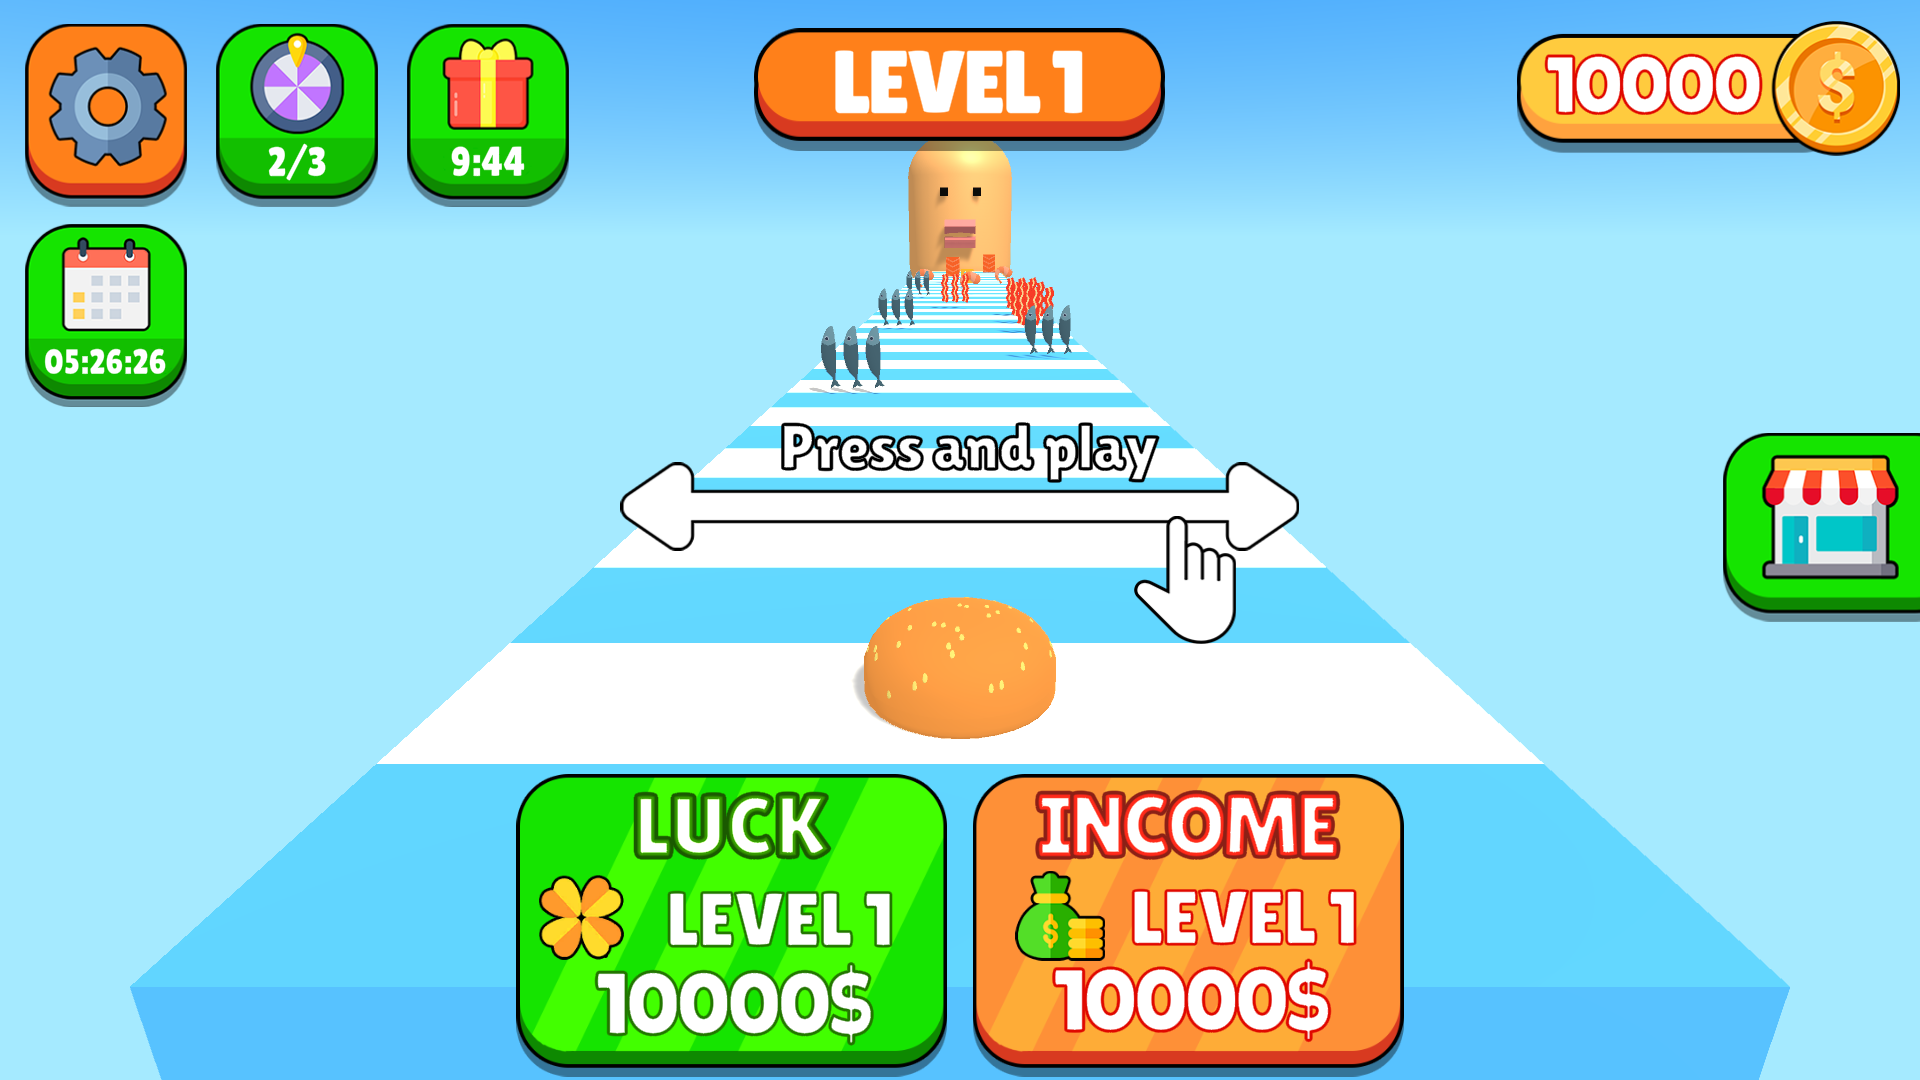 LEVEL 1
10000
$
2/3
9:44
05:26:26
Press and play
LUCK
LEVEL 1
10000$
INCOME
$
LEVEL 1
10000$